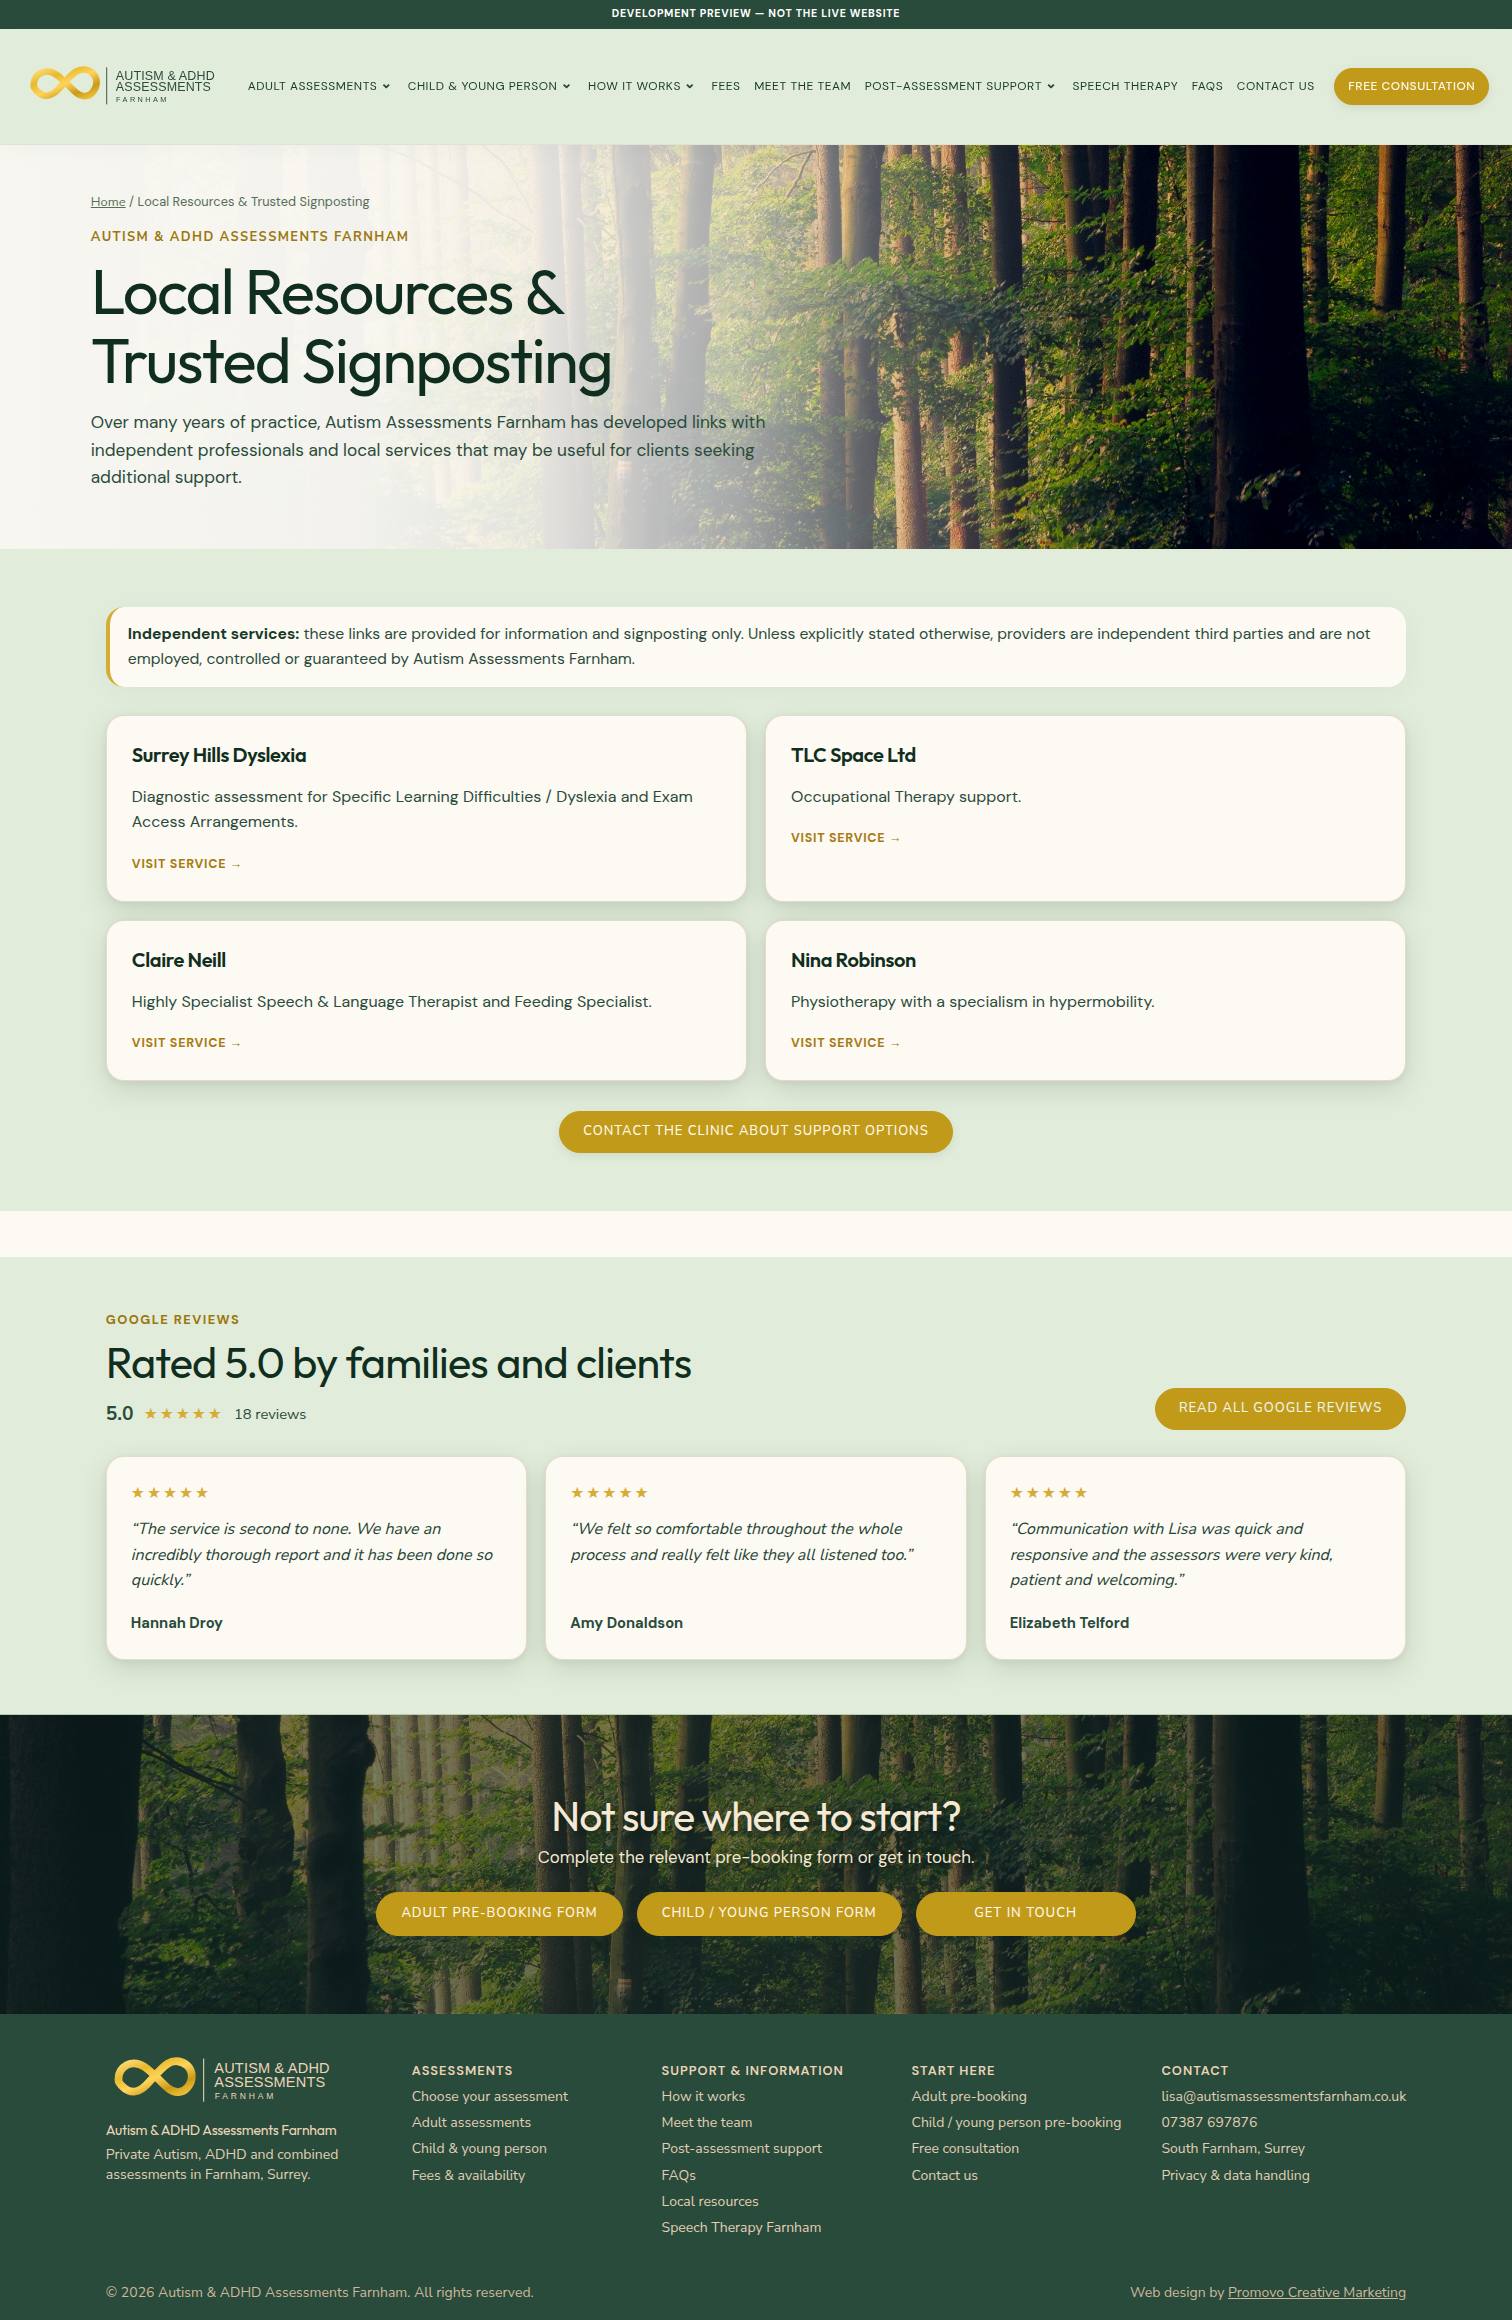 DEVELOPMENT PREVIEW — NOT THE LIVE WEBSITE
AUTISM & ADHD
ASSESSMENTS
FARNHAM
ADULT ASSESSMENTS
CHILD & YOUNG PERSON
HOW IT WORKS
FEES
MEET THE TEAM
POST-ASSESSMENT SUPPORT
SPEECH THERAPY
FAQS
CONTACT US
FREE CONSULTATION
Home / Local Resources & Trusted Signposting
AUTISM & ADHD ASSESSMENTS FARNHAM
Local Resources &
Trusted Signposting
Over many years of practice, Autism Assessments Farnham has developed links with
independent professionals and local services that may be useful for clients seeking
additional support.
Independent services: these links are provided for information and signposting only. Unless explicitly stated otherwise, providers are independent third parties and are not
employed, controlled or guaranteed by Autism Assessments Farnham.
Surrey Hills Dyslexia
Diagnostic assessment for Specific Learning Difficulties / Dyslexia and Exam
Access Arrangements.
VISIT SERVICE →
TLC Space Ltd
Occupational Therapy support.
VISIT SERVICE →
Claire Neill
Highly Specialist Speech & Language Therapist and Feeding Specialist.
VISIT SERVICE →
Nina Robinson
Physiotherapy with a specialism in hypermobility.
VISIT SERVICE →
CONTACT THE CLINIC ABOUT SUPPORT OPTIONS
GOOGLE REVIEWS
Rated 5.0 by families and clients
5.0 ★★★★★ 18 reviews
READ ALL GOOGLE REVIEWS
★★★★★
“The service is second to none. We have an
incredibly thorough report and it has been done so
quickly.”
Hannah Droy
★★★★★
“We felt so comfortable throughout the whole
process and really felt like they all listened too.”
Amy Donaldson
★★★★★
“Communication with Lisa was quick and
responsive and the assessors were very kind,
patient and welcoming.”
Elizabeth Telford
Not sure where to start?
Complete the relevant pre-booking form or get in touch.
ADULT PRE-BOOKING FORM
CHILD / YOUNG PERSON FORM
GET IN TOUCH
AUTISM & ADHD
ASSESSMENTS
FARNHAM
Autism & ADHD Assessments Farnham
Private Autism, ADHD and combined
assessments in Farnham, Surrey.
ASSESSMENTS
Choose your assessment
Adult assessments
Child & young person
Fees & availability
SUPPORT & INFORMATION
How it works
Meet the team
Post-assessment support
FAQs
Local resources
Speech Therapy Farnham
START HERE
Adult pre-booking
Child / young person pre-booking
Free consultation
Contact us
CONTACT
lisa@autismassessmentsfarnham.co.uk
07387 697876
South Farnham, Surrey
Privacy & data handling
© 2026 Autism & ADHD Assessments Farnham. All rights reserved.
Web design by Promovo Creative Marketing